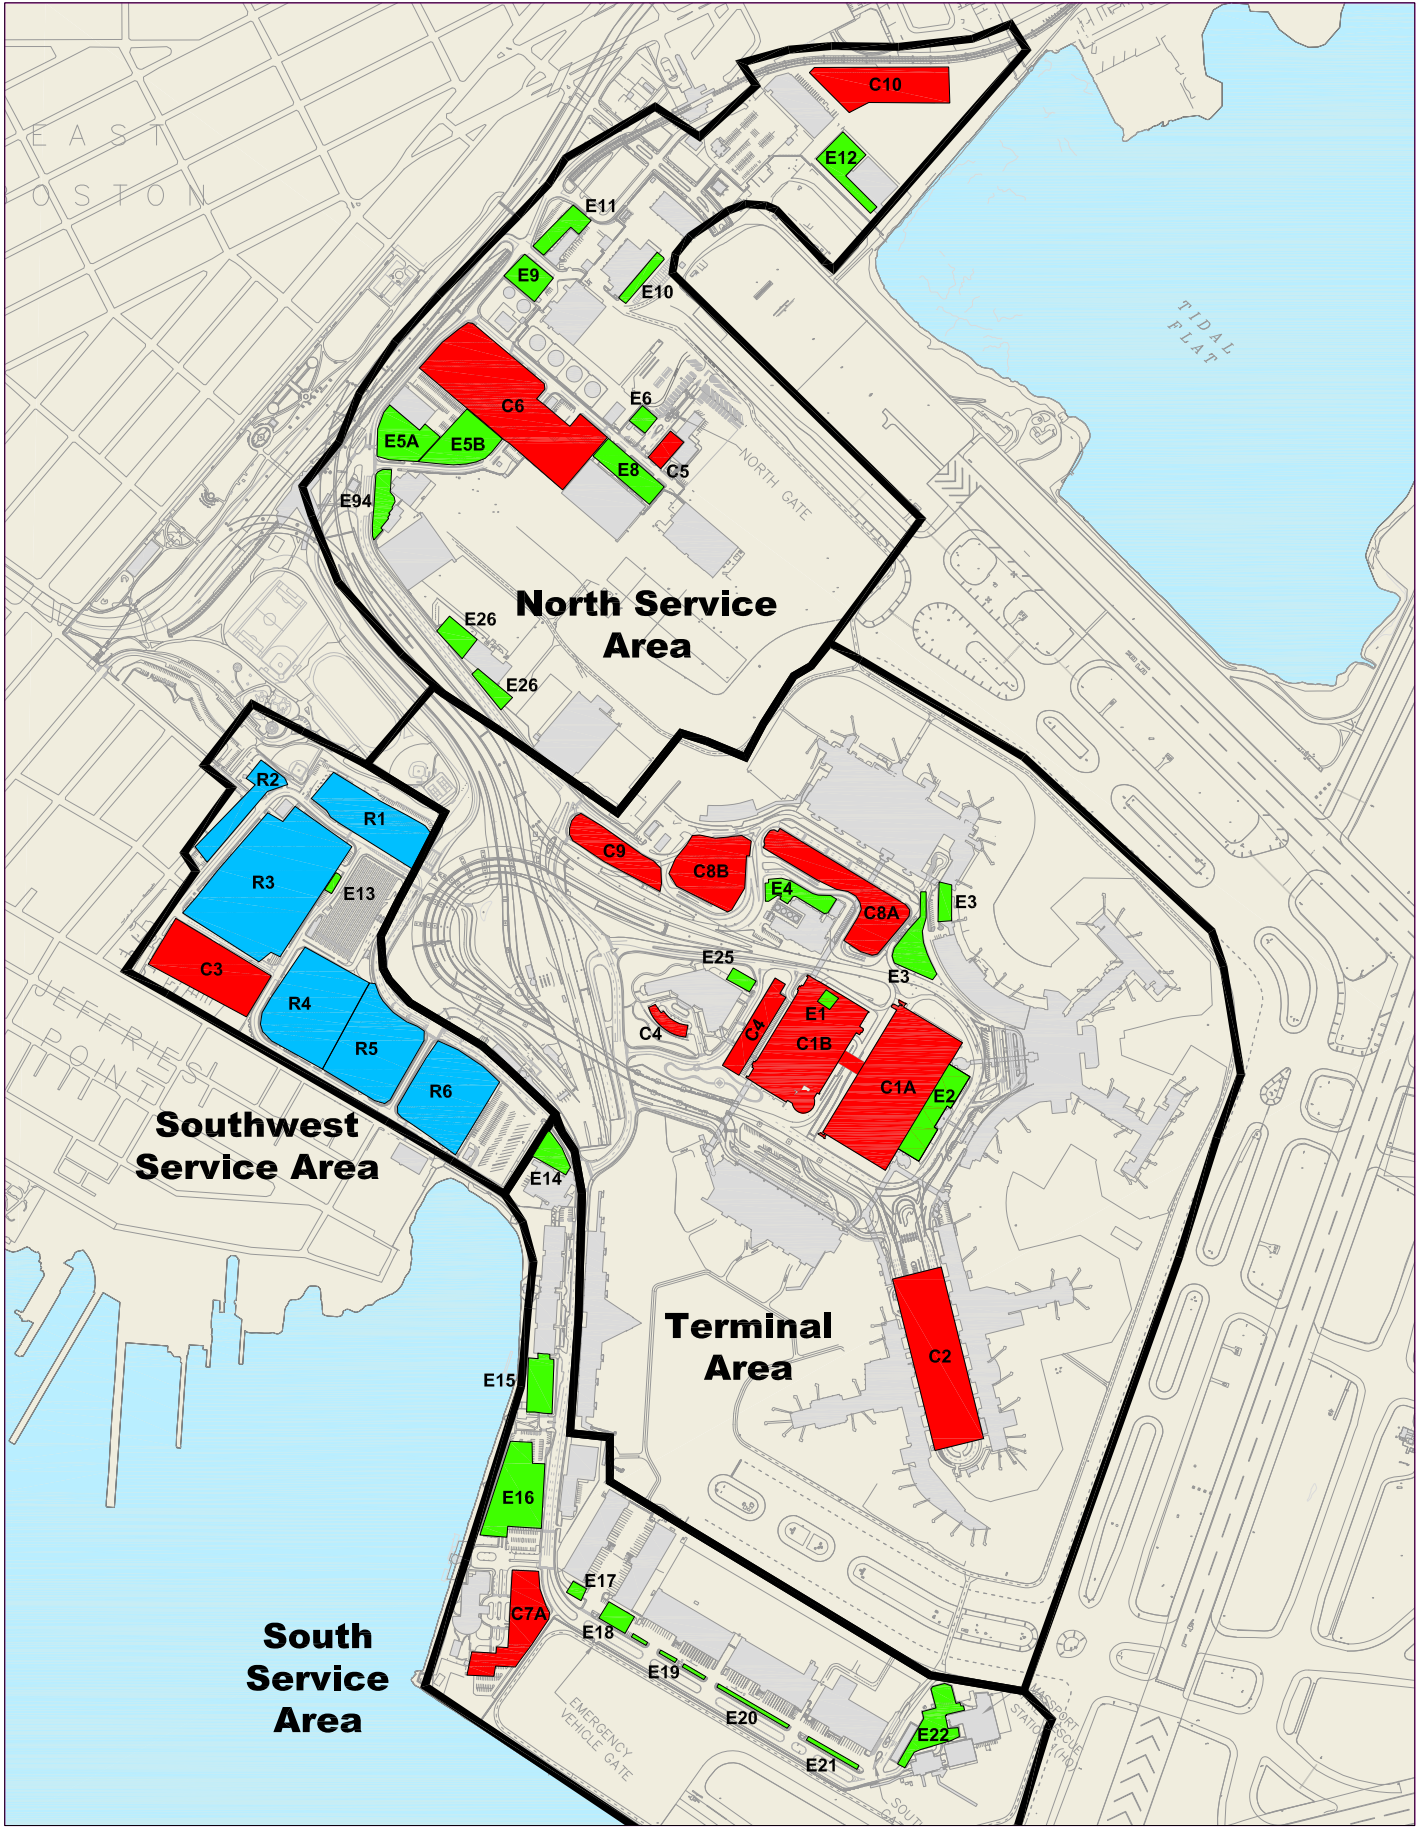 C10
EAST
OSTON
E12
E11
E9
E10
TIDAL
FLAT
C6
E6
E5A
E5B
E8
C5
E94
NORTH GATE
North Service
Area
E26
E26
R2
R1
R3
E13
C3
R4
R5
R6
JEFFRIES
POINT
Southwest
Service Area
C9
C8B
E4
C8A
E3
E3
E25
C4
C4
E1
C1B
C1A
E2
E14
Terminal
Area
C2
E15
E16
E17
C7A
E18
E19
E20
E21
E22
South
Service
Area
EMERGENCY
VEHICLE GATE